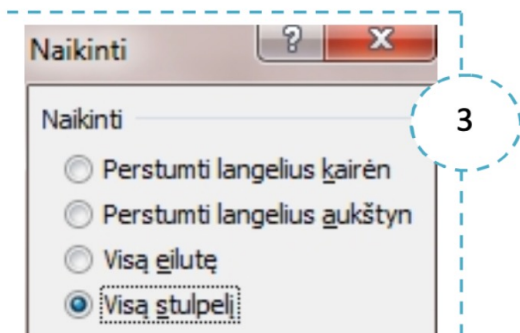 Naikinti
3
Naikinti
Perstumti langelius kairėn
Perstumti langelius aukštyn
Visą eilutę
Visą stulpelį